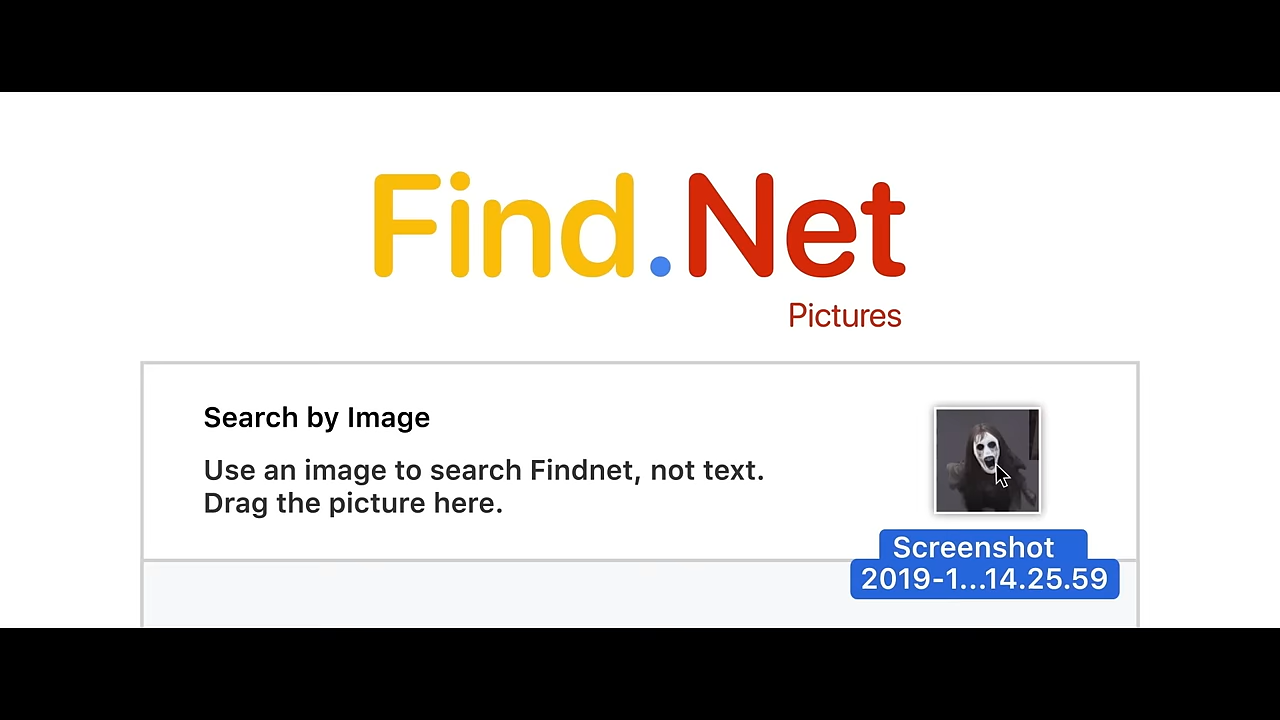 Find.Net
Pictures
Search by Image
Use an image to search Findnet, not text.
Drag the picture here.
Screenshot
2019-1...14.25.59